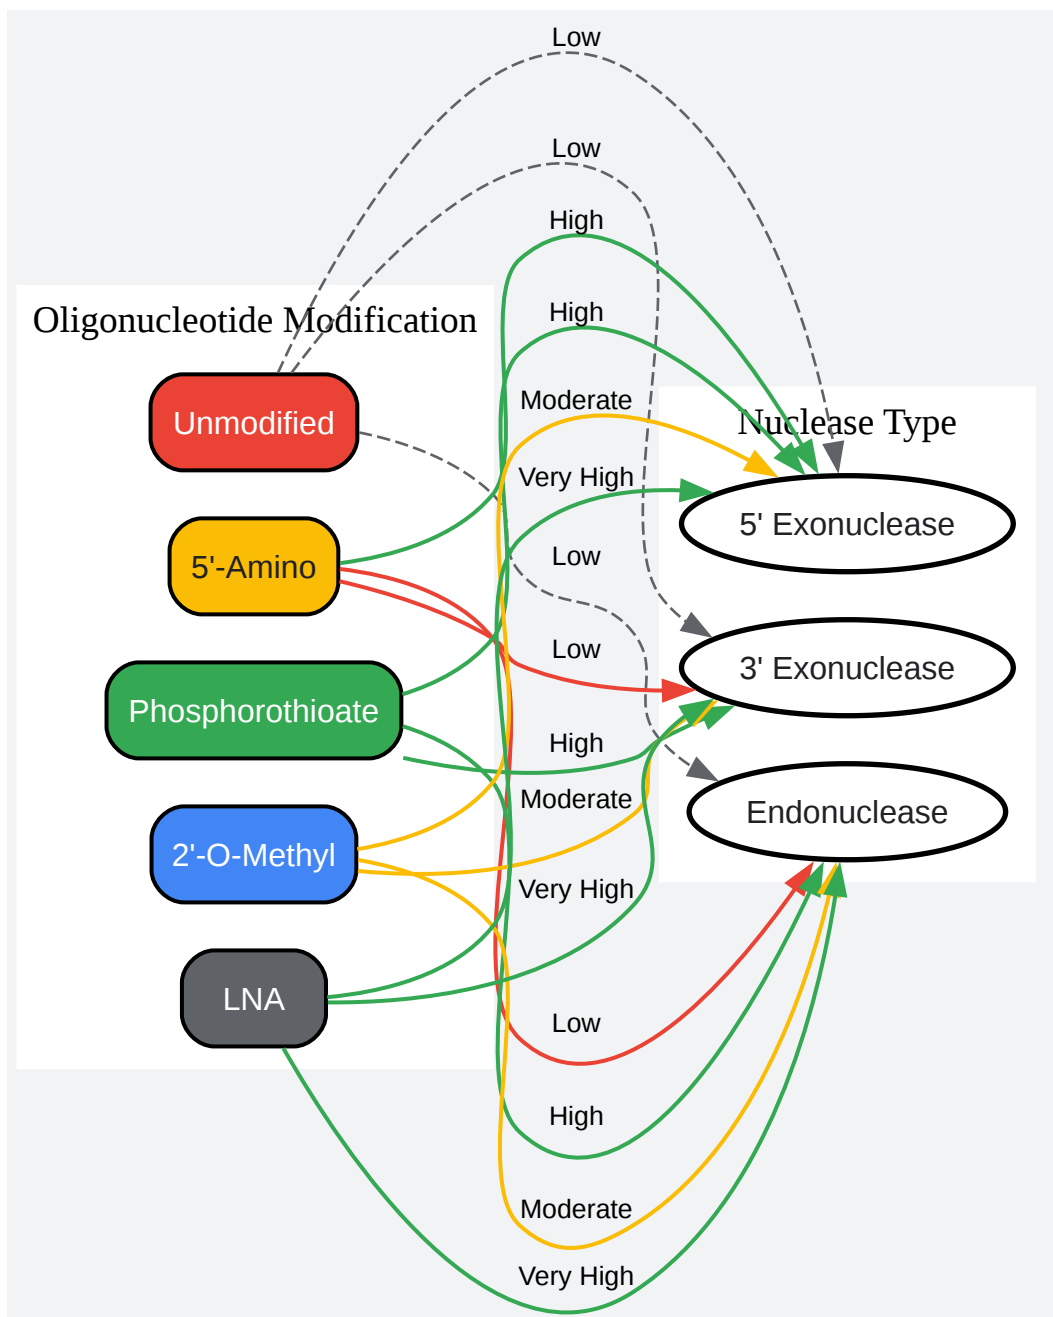 Low
Low
High
Oligonucleotide Modification
High
Unmodified
Moderate
Nuclease Type
Very High
5' Exonuclease
5'-Amino
Low
Low
3' Exonuclease
Phosphorothioate
High
Moderate
Endonuclease
2'-O-Methyl
Very High
LNA
Low
High
Moderate
Very High